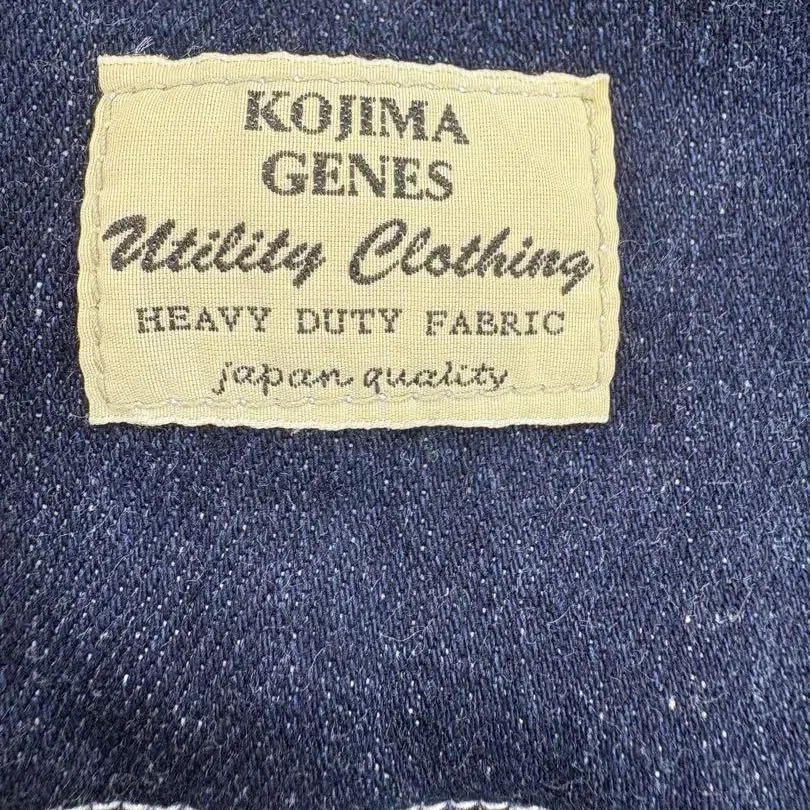 KOJIMA
GENES
Utility Clothing
HEAVY DUTY FABRIC
japan quality